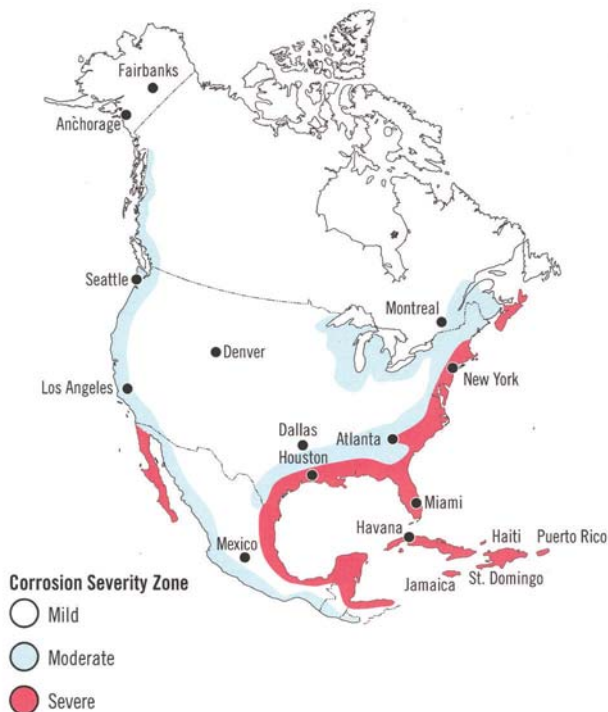 Fairbanks
Anchorage
Seattle
Montreal
Denver
New York
Los Angeles
Dallas
Atlanta
Houston
Miami
Havana
Haiti
Puerto Rico
Mexico
Jamaica
St. Domingo
Corrosion Severity Zone
Mild
Moderate
Severe